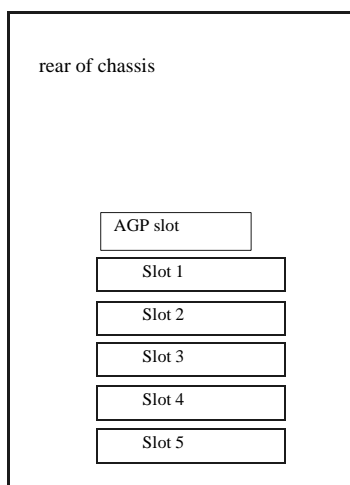 rear of chassis
AGP slot
Slot 1
Slot 2
Slot 3
Slot 4
Slot 5